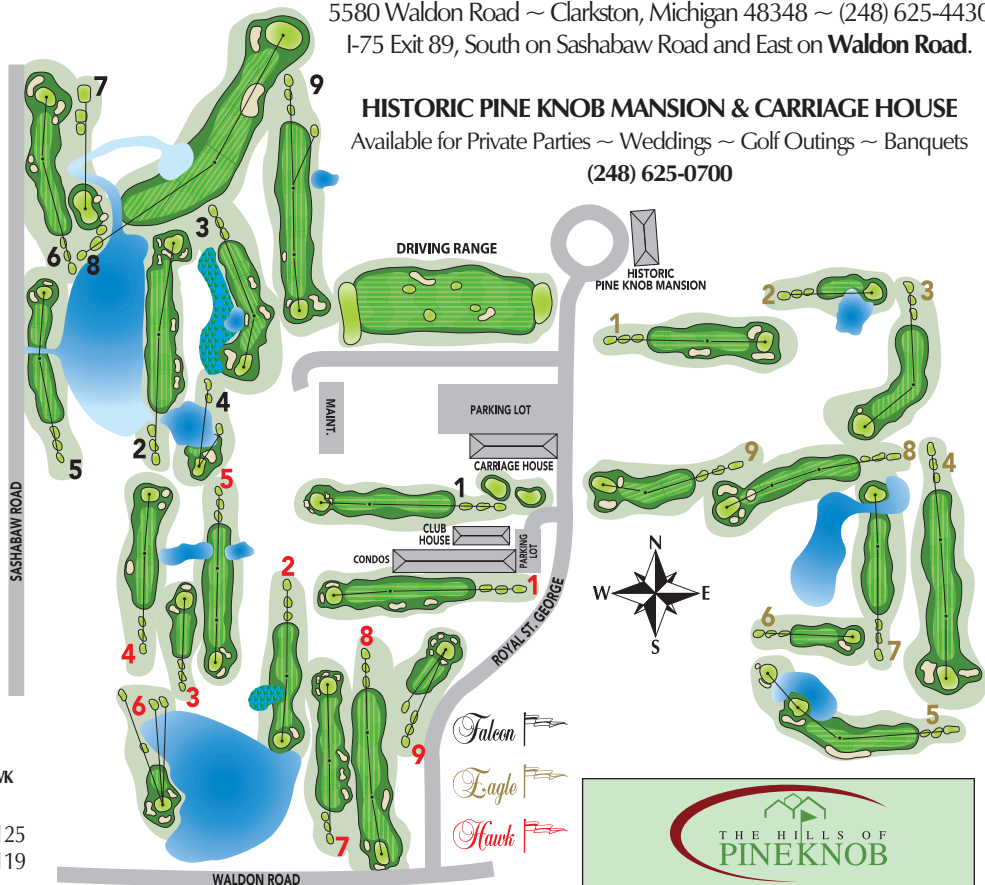 5580 Waldon Road ~ Clarkston, Michigan 48348 ~ (248) 625-4430
I-75 Exit 89, South on Sashabaw Road and East on Waldon Road.
HISTORIC PINE KNOB MANSION & CARRIAGE HOUSE
Available for Private Parties ~ Weddings ~ Golf Outings ~ Banquets
(248) 625-0700
7
9
3
6
8
DRIVING RANGE
HISTORIC
PINE KNOB MANSION
2
3
1
SASHABAW ROAD
MAINT.
PARKING LOT
4
2
5
CARRIAGE HOUSE
9
8
4
5
1
CLUB
HOUSE
PARKING
LOT
CONDOS
1
ROYAL ST. GEORGE
N
W
E
S
2
8
4
3
6
7
6
5
9
7
Falcon
Eagle
Hawk
125
119
WALDON ROAD
THE HILLS OF
PINEKNOB